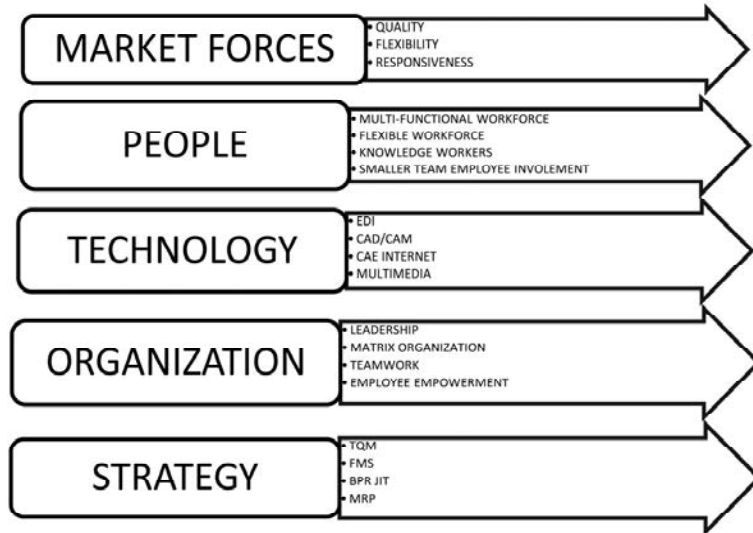 MARKET FORCES
• QUALITY
• FLEXIBILITY
• RESPONSIVENESS
PEOPLE
• MULTI-FUNCTIONAL WORKFORCE
• FLEXIBLE WORKFORCE
• KNOWLEDGE WORKERS
• SMALLER TEAM EMPLOYEE INVOLEMENT
TECHNOLOGY
• EDI
• CAD/CAM
• CAE INTERNET
• MULTIMEDIA
ORGANIZATION
• LEADERSHIP
• MATRIX ORGANIZATION
• TEAMWORK
• EMPLOYEE EMPOWERMENT
STRATEGY
• TQM
• FMS
• BPR JIT
• MRP